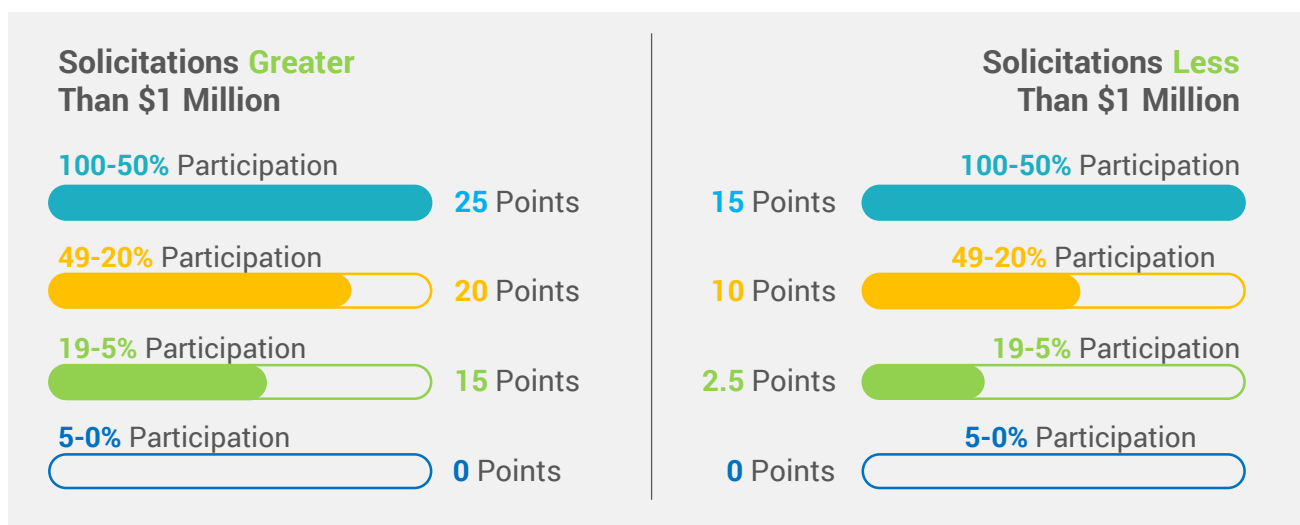 Solicitations Greater
Than $1 Million
100-50% Participation
25 Points
49-20% Participation
20 Points
19-5% Participation
15 Points
5-0% Participation
0 Points
Solicitations Less
Than $1 Million
100-50% Participation
15 Points
49-20% Participation
10 Points
19-5% Participation
2.5 Points
5-0% Participation
0 Points